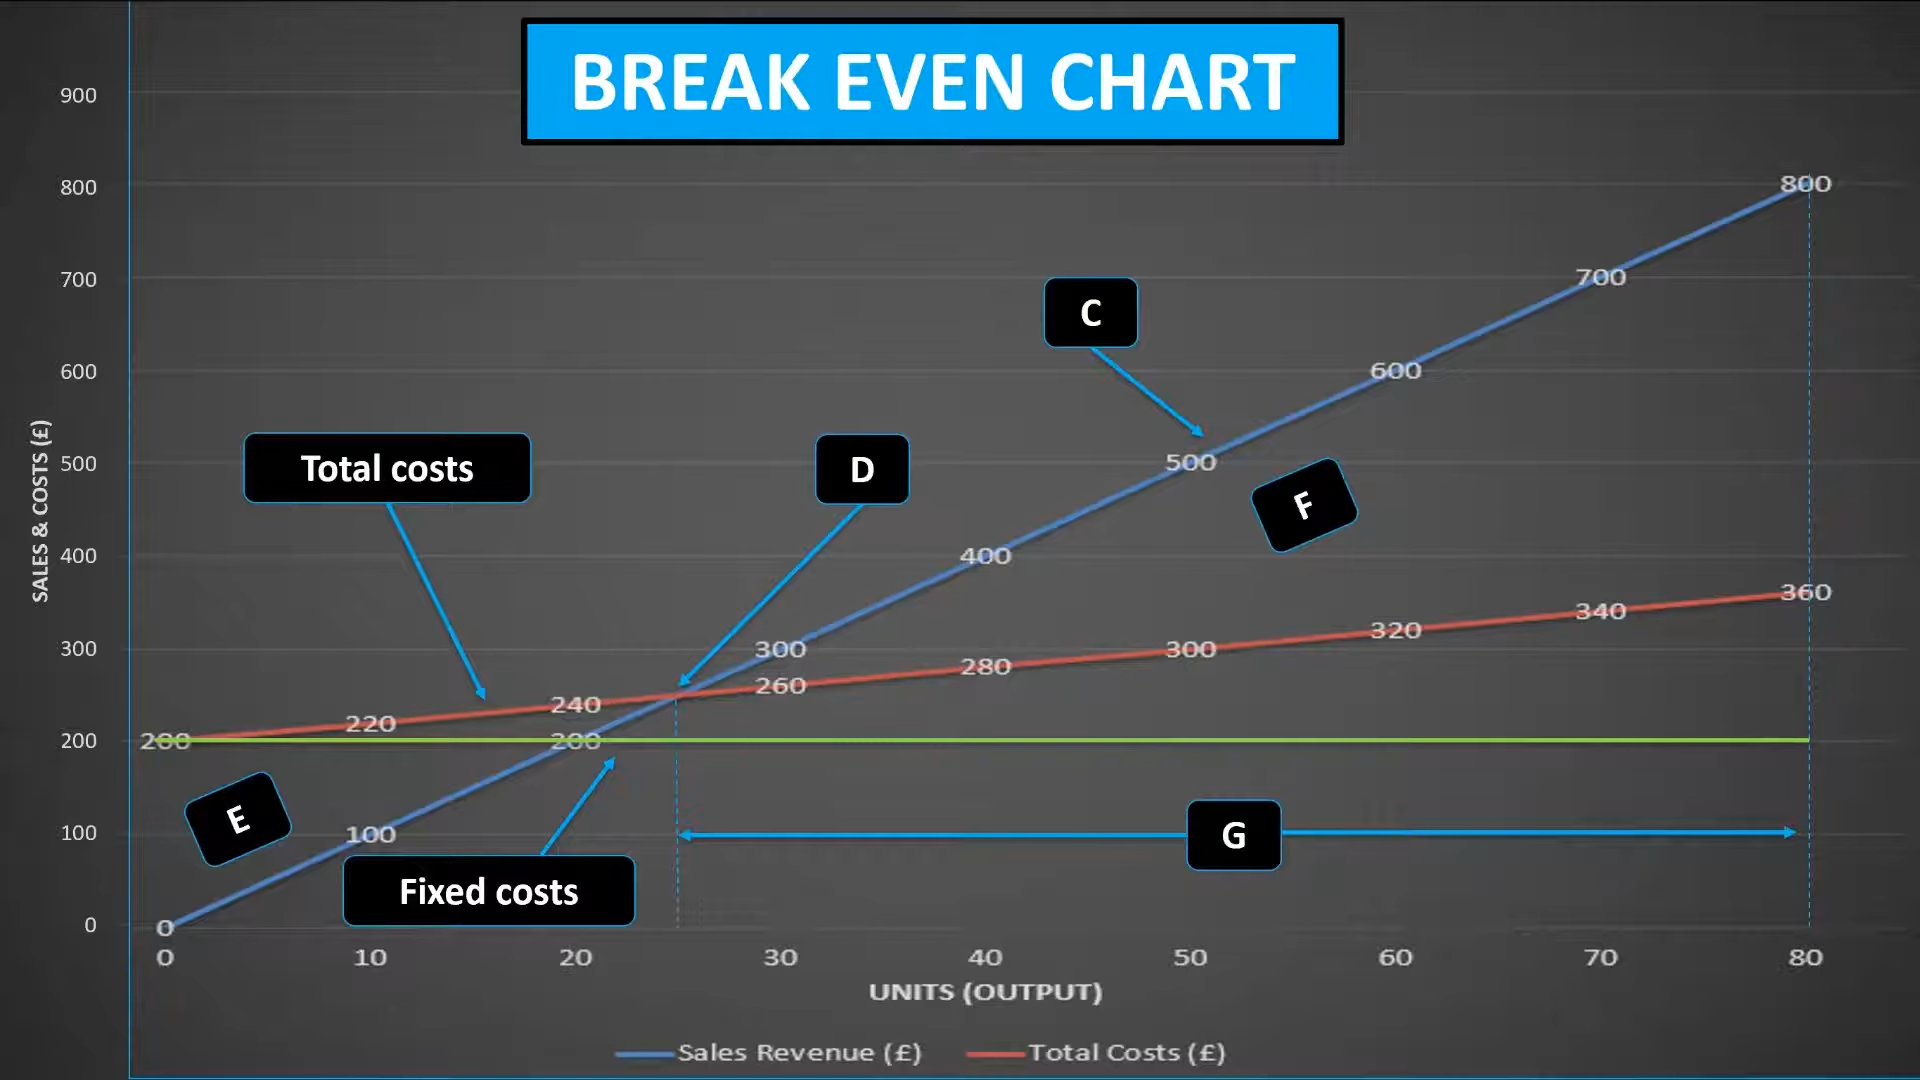 BREAK EVEN CHART
900
800
800
700
700
C
600
600
SALES & COSTS (£)
Total costs
D
500
500
F
400
400
360
340
320
300
300
300
280
260
240
220
200
200
200
E
100
100
G
Fixed costs
0
0
0 10 20 30 40 50 60 70 80
UNITS (OUTPUT)
Sales Revenue (£) Total Costs (£)